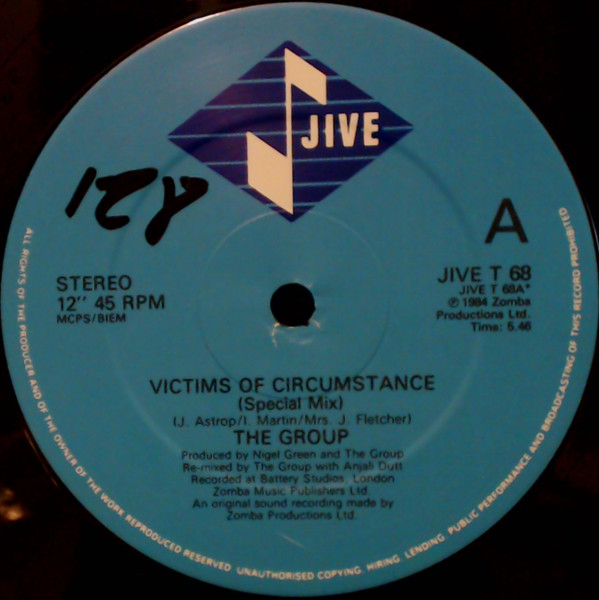 JIVE
128
A
STEREO
12" 45 RPM
MCPS/BIEM
JIVE T 68
JIVE T 68A*
℗ 1984 Zomba
Productions Ltd.
Time: 5.46
VICTIMS OF CIRCUMSTANCE
(Special Mix)
(J. Astrop/I. Martin/Mrs. J. Fletcher)
THE GROUP
Produced by Nigel Green and The Group
Re-mixed by The Group with Anjali Dutt
Recorded at Battery Studios, London
Zomba Music Publishers Ltd.
An original sound recording made by
Zomba Productions Ltd.
ALL RIGHTS OF THE PRODUCER AND OF THE OWNER OF THE WORK REPRODUCED RESERVED. UNAUTHORISED COPYING, HIRING, LENDING, PUBLIC PERFORMANCE AND BROADCASTING OF THIS RECORD PROHIBITED